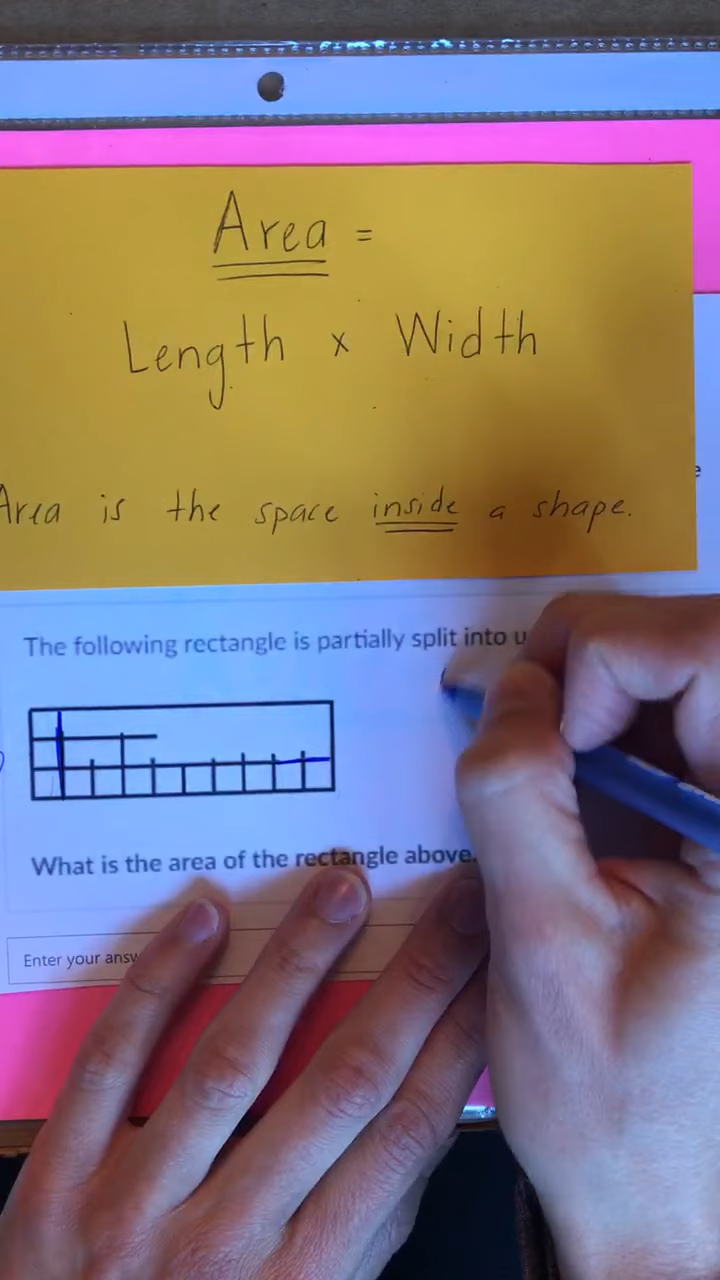 Area =
Length x Width
Area is the space inside a shape.
The following rectangle is partially split into u
What is the area of the rectangle above.
Enter your answ